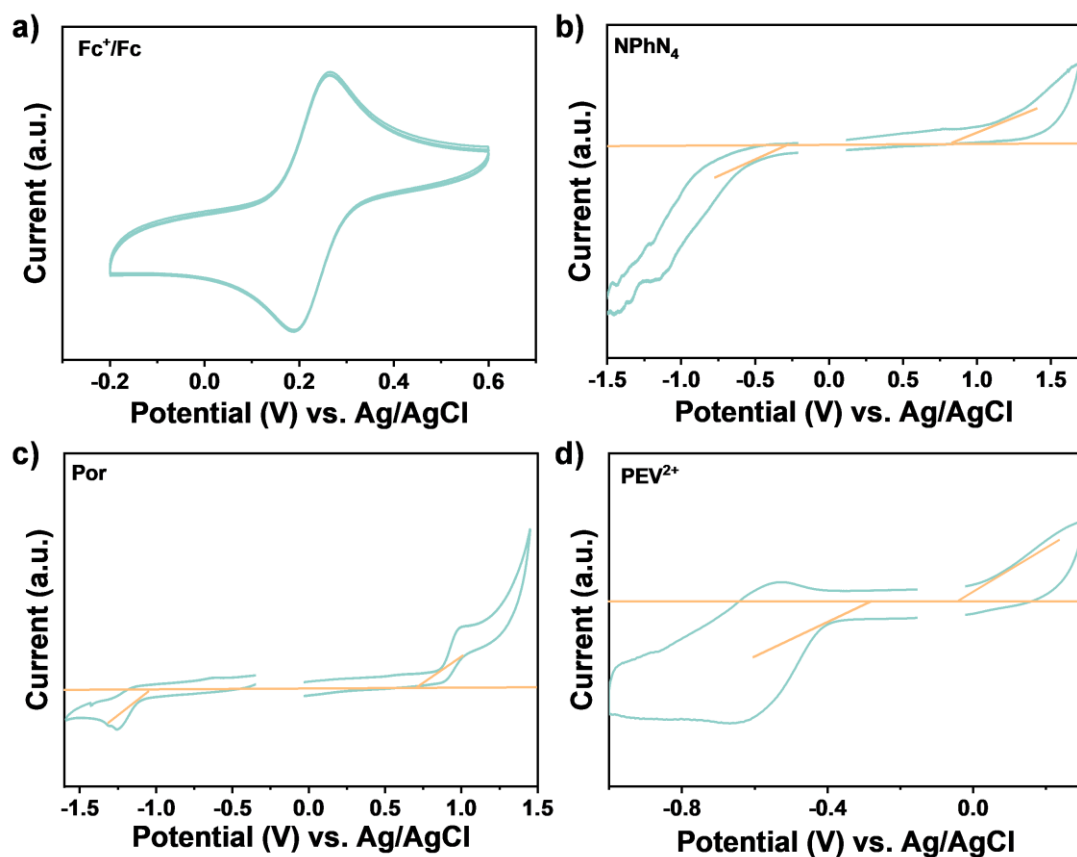 a)
Fc⁺/Fc
Current (a.u.)
-0.2 0.0 0.2 0.4 0.6
Potential (V) vs. Ag/AgCl
b)
NPhN₄
Current (a.u.)
-1.5 -1.0 -0.5 0.0 0.5 1.0 1.5
Potential (V) vs. Ag/AgCl
c)
Por
Current (a.u.)
-1.5 -1.0 -0.5 0.0 0.5 1.0 1.5
Potential (V) vs. Ag/AgCl
d)
PEV²⁺
Current (a.u.)
-0.8 -0.4 0.0
Potential (V) vs. Ag/AgCl